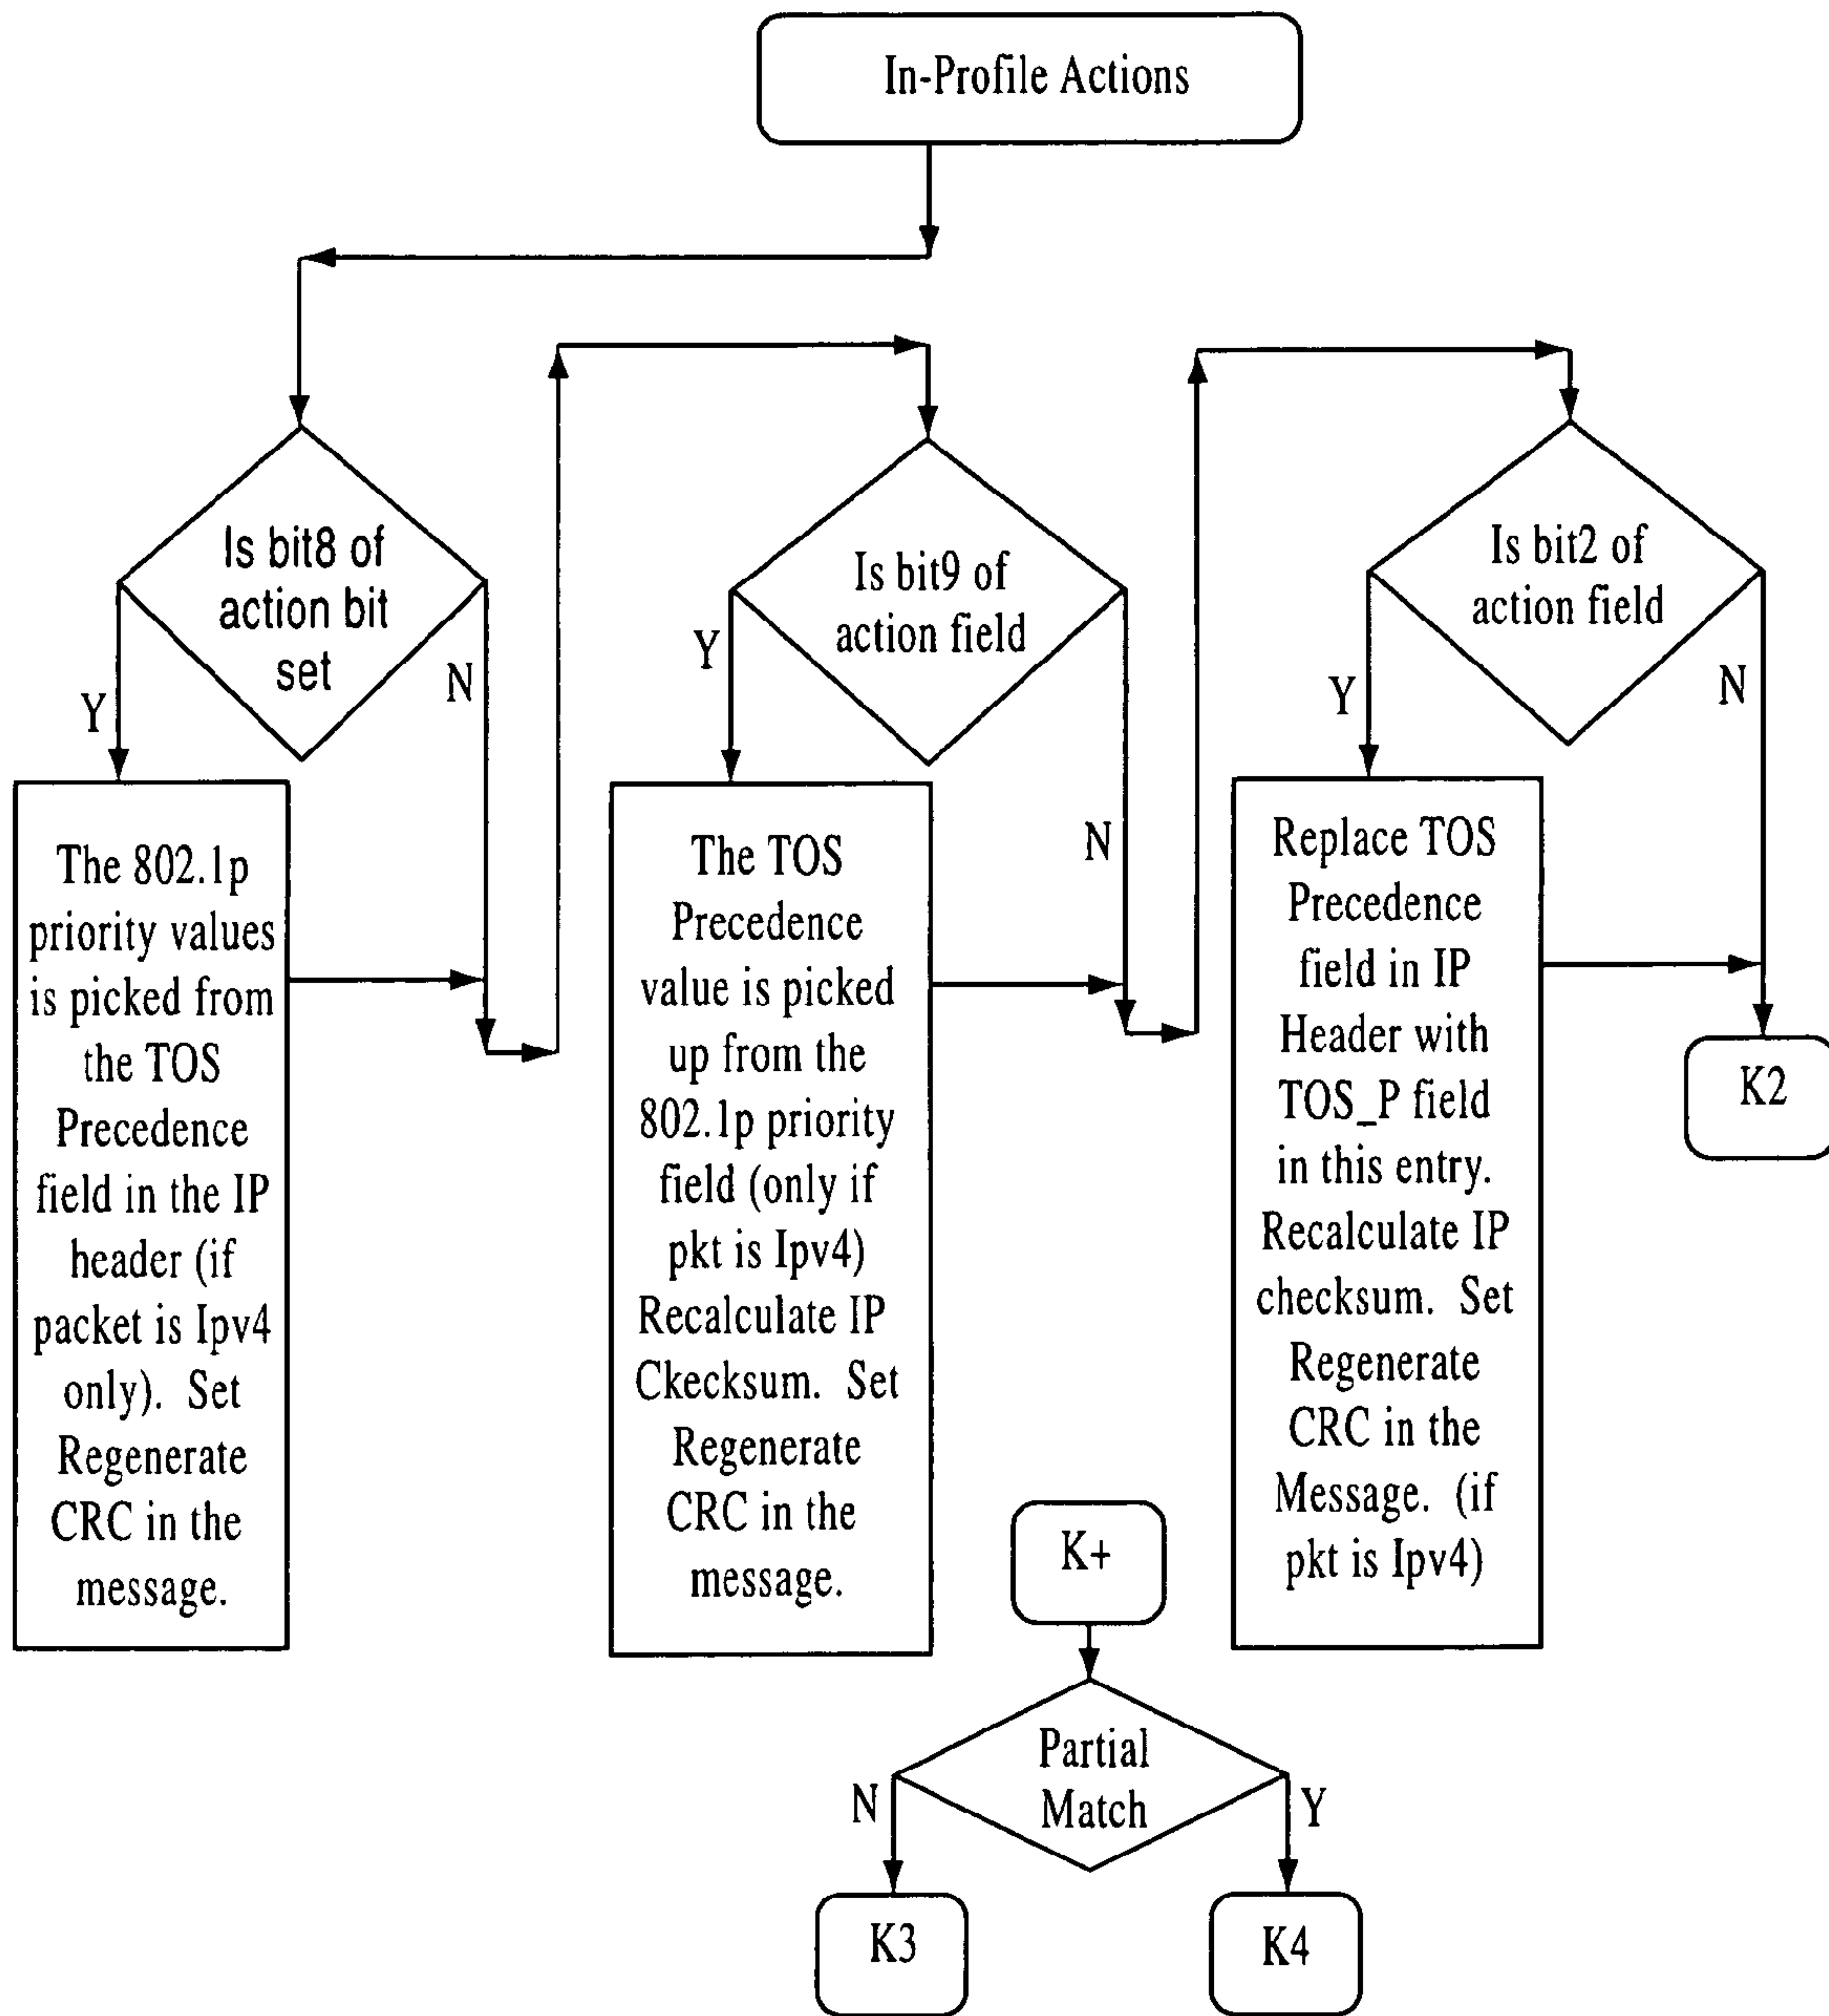 In-Profile Actions
Is bit8 of
action bit
set
Y
N
The 802.1p
priority values
is picked from
the TOS
Precedence
field in the IP
header (if
packet is Ipv4
only). Set
Regenerate
CRC in the
message.
Is bit9 of
action field
Y
N
The TOS
Precedence
value is picked
up from the
802.1p priority
field (only if
pkt is Ipv4)
Recalculate IP
Ckecksum. Set
Regenerate
CRC in the
message.
Is bit2 of
action field
Y
N
Replace TOS
Precedence
field in IP
Header with
TOS_P field
in this entry.
Recalculate IP
checksum. Set
Regenerate
CRC in the
Message. (if
pkt is Ipv4)
K2
K+
Partial
Match
N
Y
K3
K4